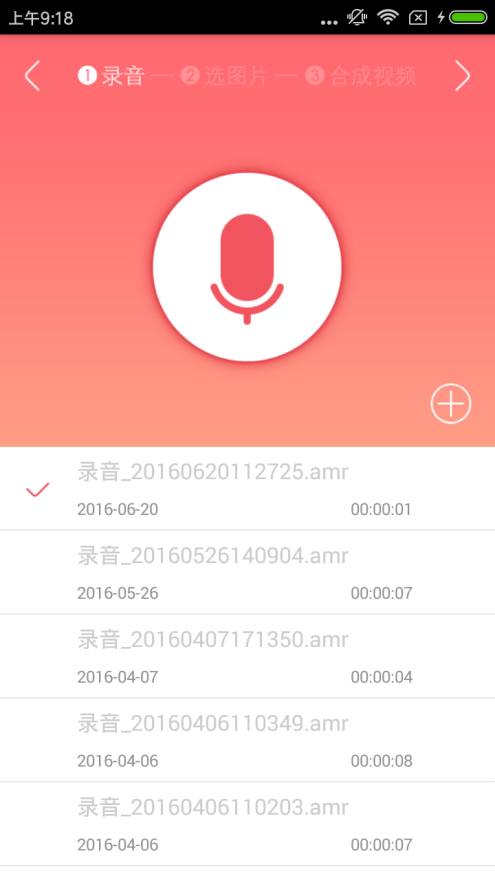 上午9:18
1 录音 — 2 选图片 — 3 合成视频
录音_20160620112725.amr
2016-06-20 00:00:01
录音_20160526140904.amr
2016-05-26 00:00:07
录音_20160407171350.amr
2016-04-07 00:00:04
录音_20160406110349.amr
2016-04-06 00:00:08
录音_20160406110203.amr
2016-04-06 00:00:07